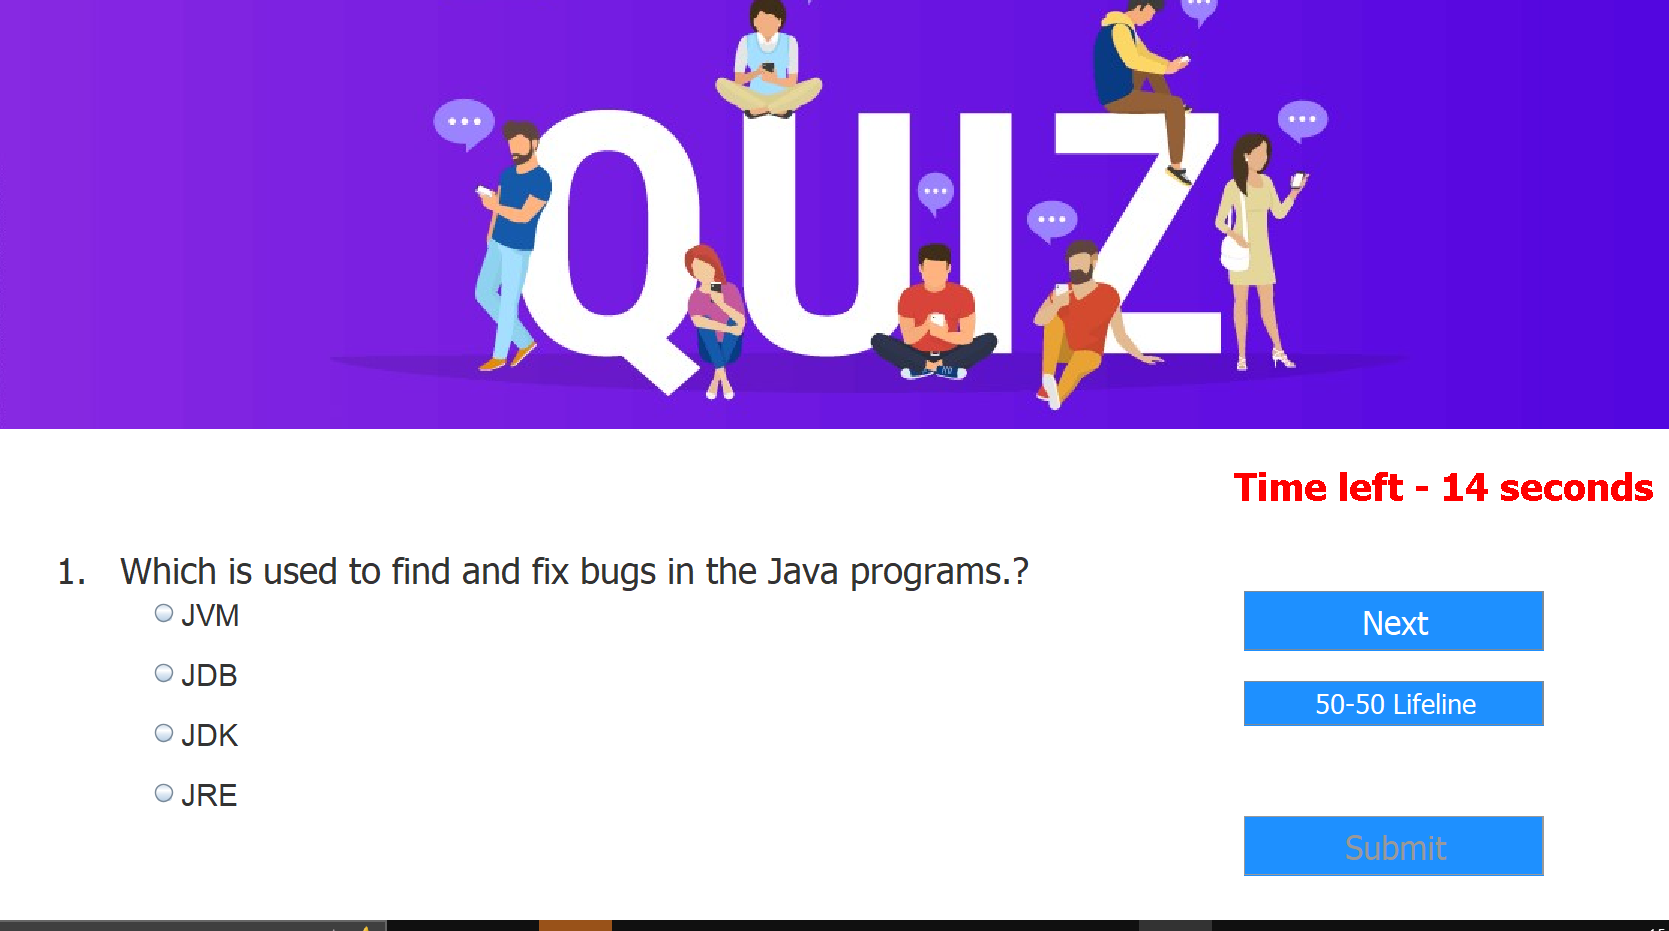 QUIZ
Time left - 14 seconds
1. Which is used to find and fix bugs in the Java programs.?
JVM
JDB
JDK
JRE
Next
50-50 Lifeline
Submit